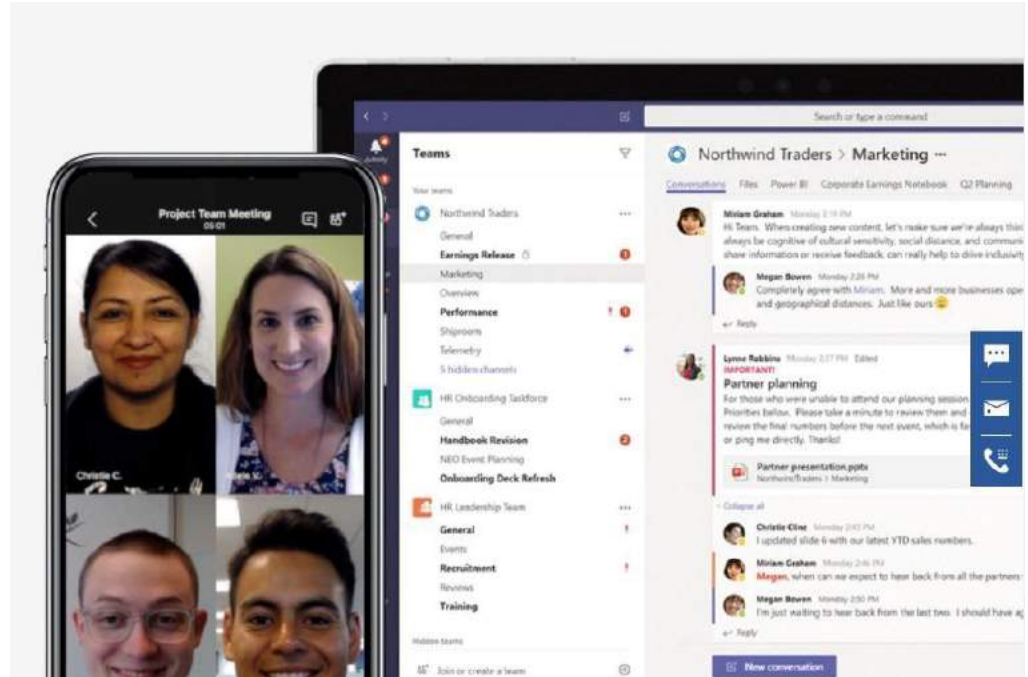 Project Team Meeting
05:01
Christie C.
Adele V.
Search or type a command
Activity
Teams
Your teams
Northwind Traders
General
Earnings Release
Marketing
Overview
Performance
Shiproom
Telemetry
5 hidden channels
HR Onboarding Taskforce
General
Handbook Revision
2
NEO Event Planning
Onboarding Deck Refresh
HR Leadership Team
General
Events
Recruitment
Reviews
Training
Hidden teams
Join or create a team
Northwind Traders > Marketing ...
Conversations Files Power BI Corporate Earnings Notebook Q2 Planning
Miriam Graham Monday 2:19 PM
Hi Team. When creating new content, let's make sure we're always
always be cognitive of cultural sensitivity, social distance, and
share information or receive feedback, can really help to drive inclusivity
Megan Bowen Monday 2:28 PM
Completely agree with Miriam. More and more businesses
and geographical distances. Just like ours
Reply
Lynne Robbins Monday 2:37 PM Edited
IMPORTANT!
Partner planning
For those who were unable to attend our planning session
Priorities below. Please take a minute to review them and
review the final numbers before the next event, which is
or ping me directly. Thanks!
Partner presentation.pptx
Northwind Traders > Marketing
Collapse all
Christie Cline Monday 2:43 PM
I updated slide 6 with our latest YTD sales numbers.
Miriam Graham Monday 2:46 PM
Megan, when can we expect to hear back from all the partners
Megan Bowen Monday 2:50 PM
I'm just waiting to hear back from the last two. I should have
Reply
New conversation